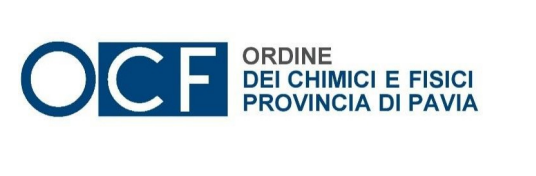 OCF
ORDINE
DEI CHIMICI E FISICI
PROVINCIA DI PAVIA